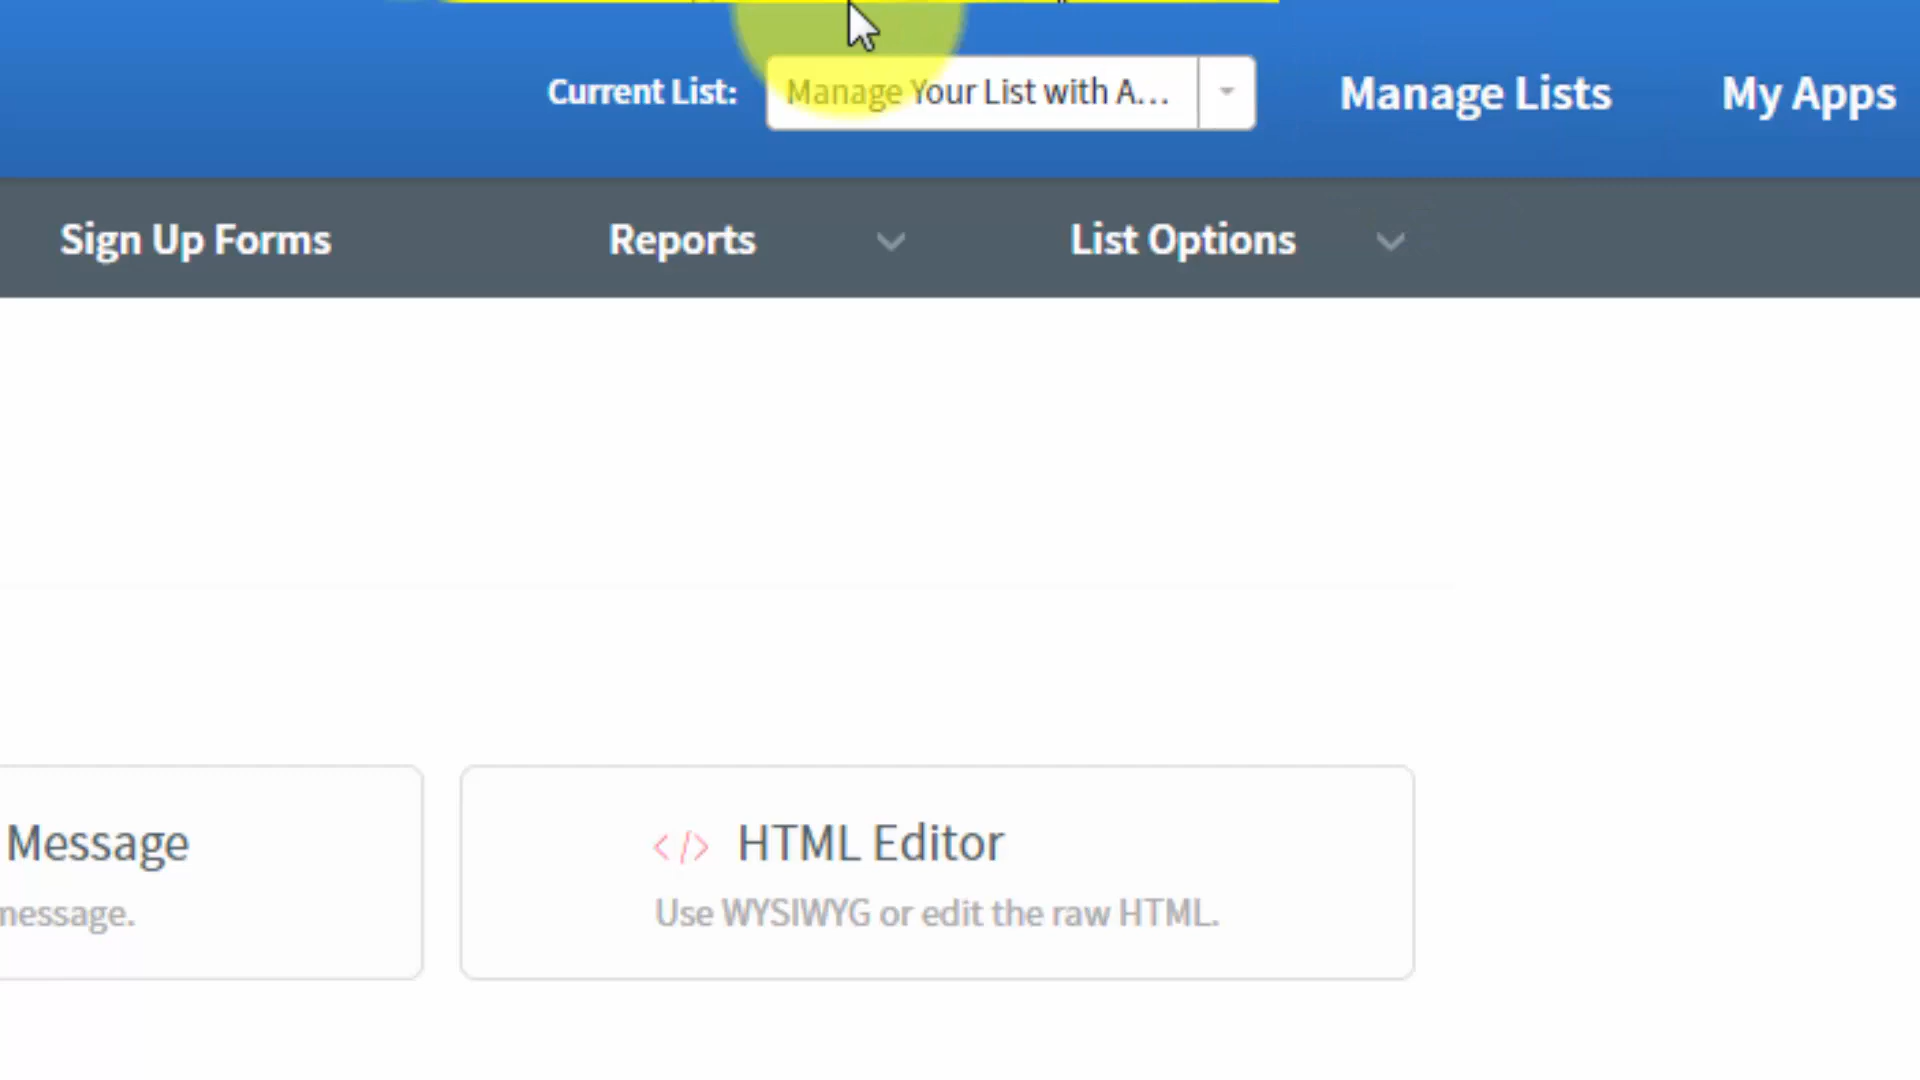 Current List: Manage Your List with A... Manage Lists My Apps
Sign Up Forms Reports List Options
Message </> HTML Editor
message. Use WYSIWYG or edit the raw HTML.